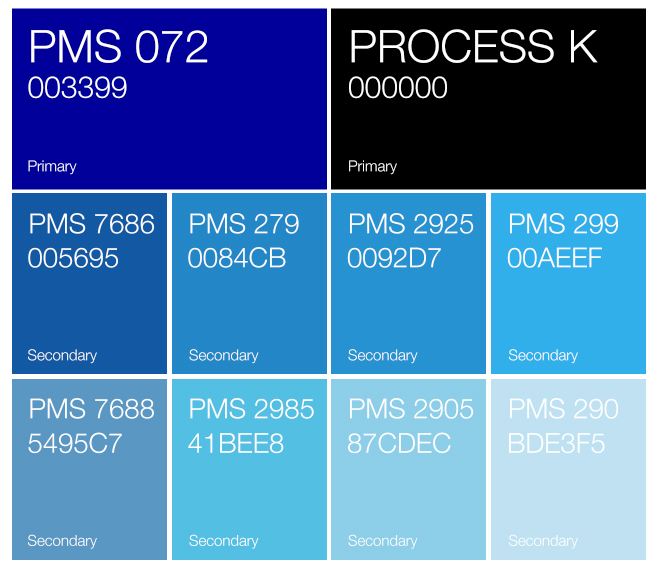 PMS 072
003399
Primary
PROCESS K
000000
Primary
PMS 7686
005695
Secondary
PMS 279
0084CB
Secondary
PMS 2925
0092D7
Secondary
PMS 299
00AEEF
Secondary
PMS 7688
5495C7
Secondary
PMS 2985
41BEE8
Secondary
PMS 2905
87CDEC
Secondary
PMS 290
BDE3F5
Secondary